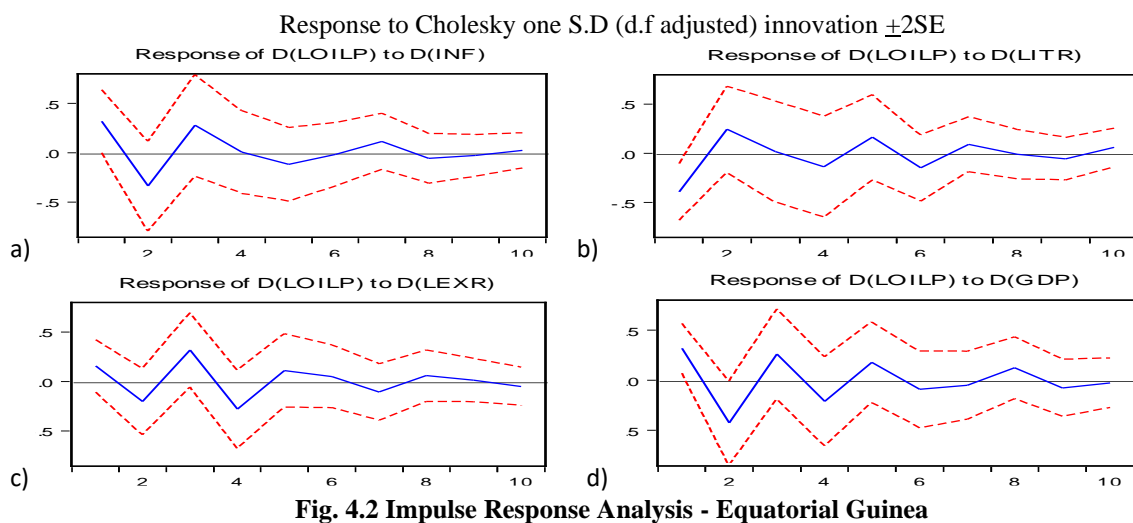 Response to Cholesky one S.D (d.f adjusted) innovation ±2SE
Response of D(LOILP) to D(INF)
.5
.0
-.5
2 4 6 8 10
a)
Response of D(LOILP) to D(LITR)
.5
.0
-.5
2 4 6 8 10
b)
Response of D(LOILP) to D(LEXR)
.5
.0
.5
2 4 6 8 10
c)
Response of D(LOILP) to D(GDP)
.5
.0
.5
2 4 6 8 10
d)
Fig. 4.2 Impulse Response Analysis - Equatorial Guinea